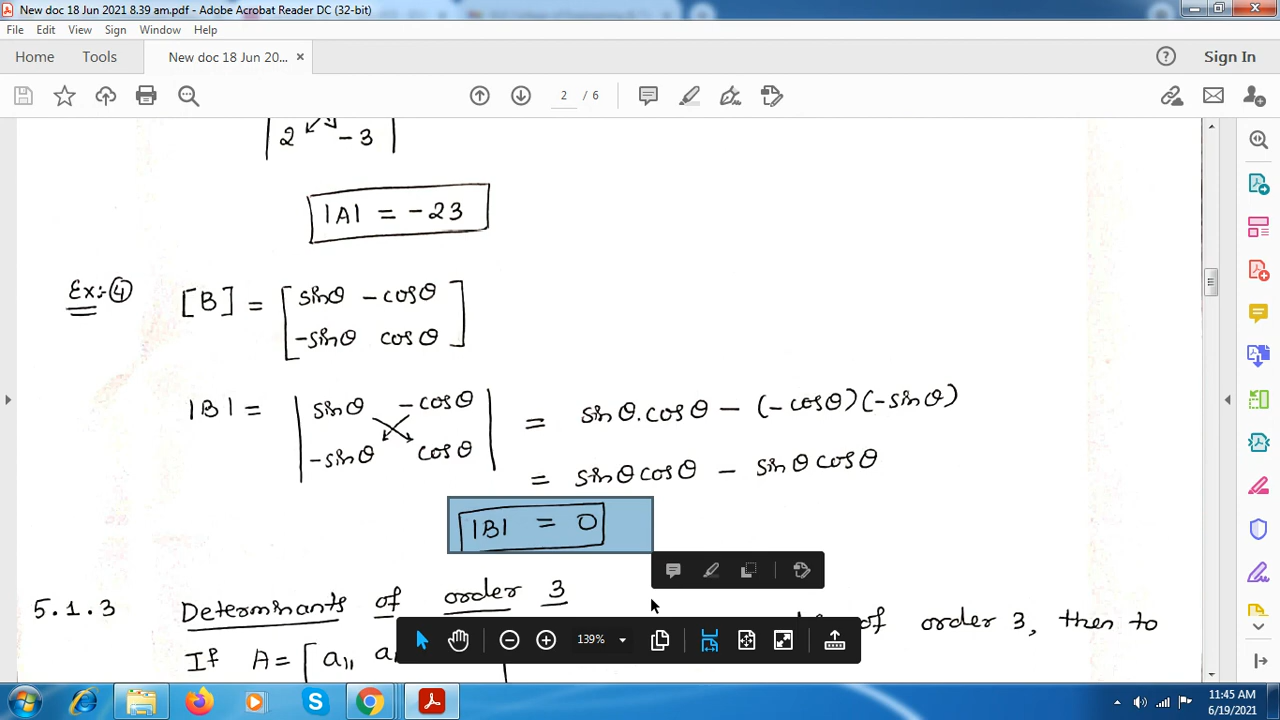 New doc 18 Jun 2021 8.39 am.pdf - Adobe Acrobat Reader DC (32-bit)
File Edit View Sign Window Help
Home Tools New doc 18 Jun 20... × ? Sign In
2 / 6
2 -3
|A| = -23
Ex:- ④ [B] = [ sinθ -cosθ
-sinθ cosθ ]
|B| = | sinθ -cosθ | = sinθ.cosθ - (-cosθ)(-sinθ)
| -sinθ cosθ | = sinθcosθ - sinθcosθ
|B| = 0
5.1.3 Determinants of order 3
If A = [ a₁₁ of order 3, then to
139%
11:45 AM
6/19/2021